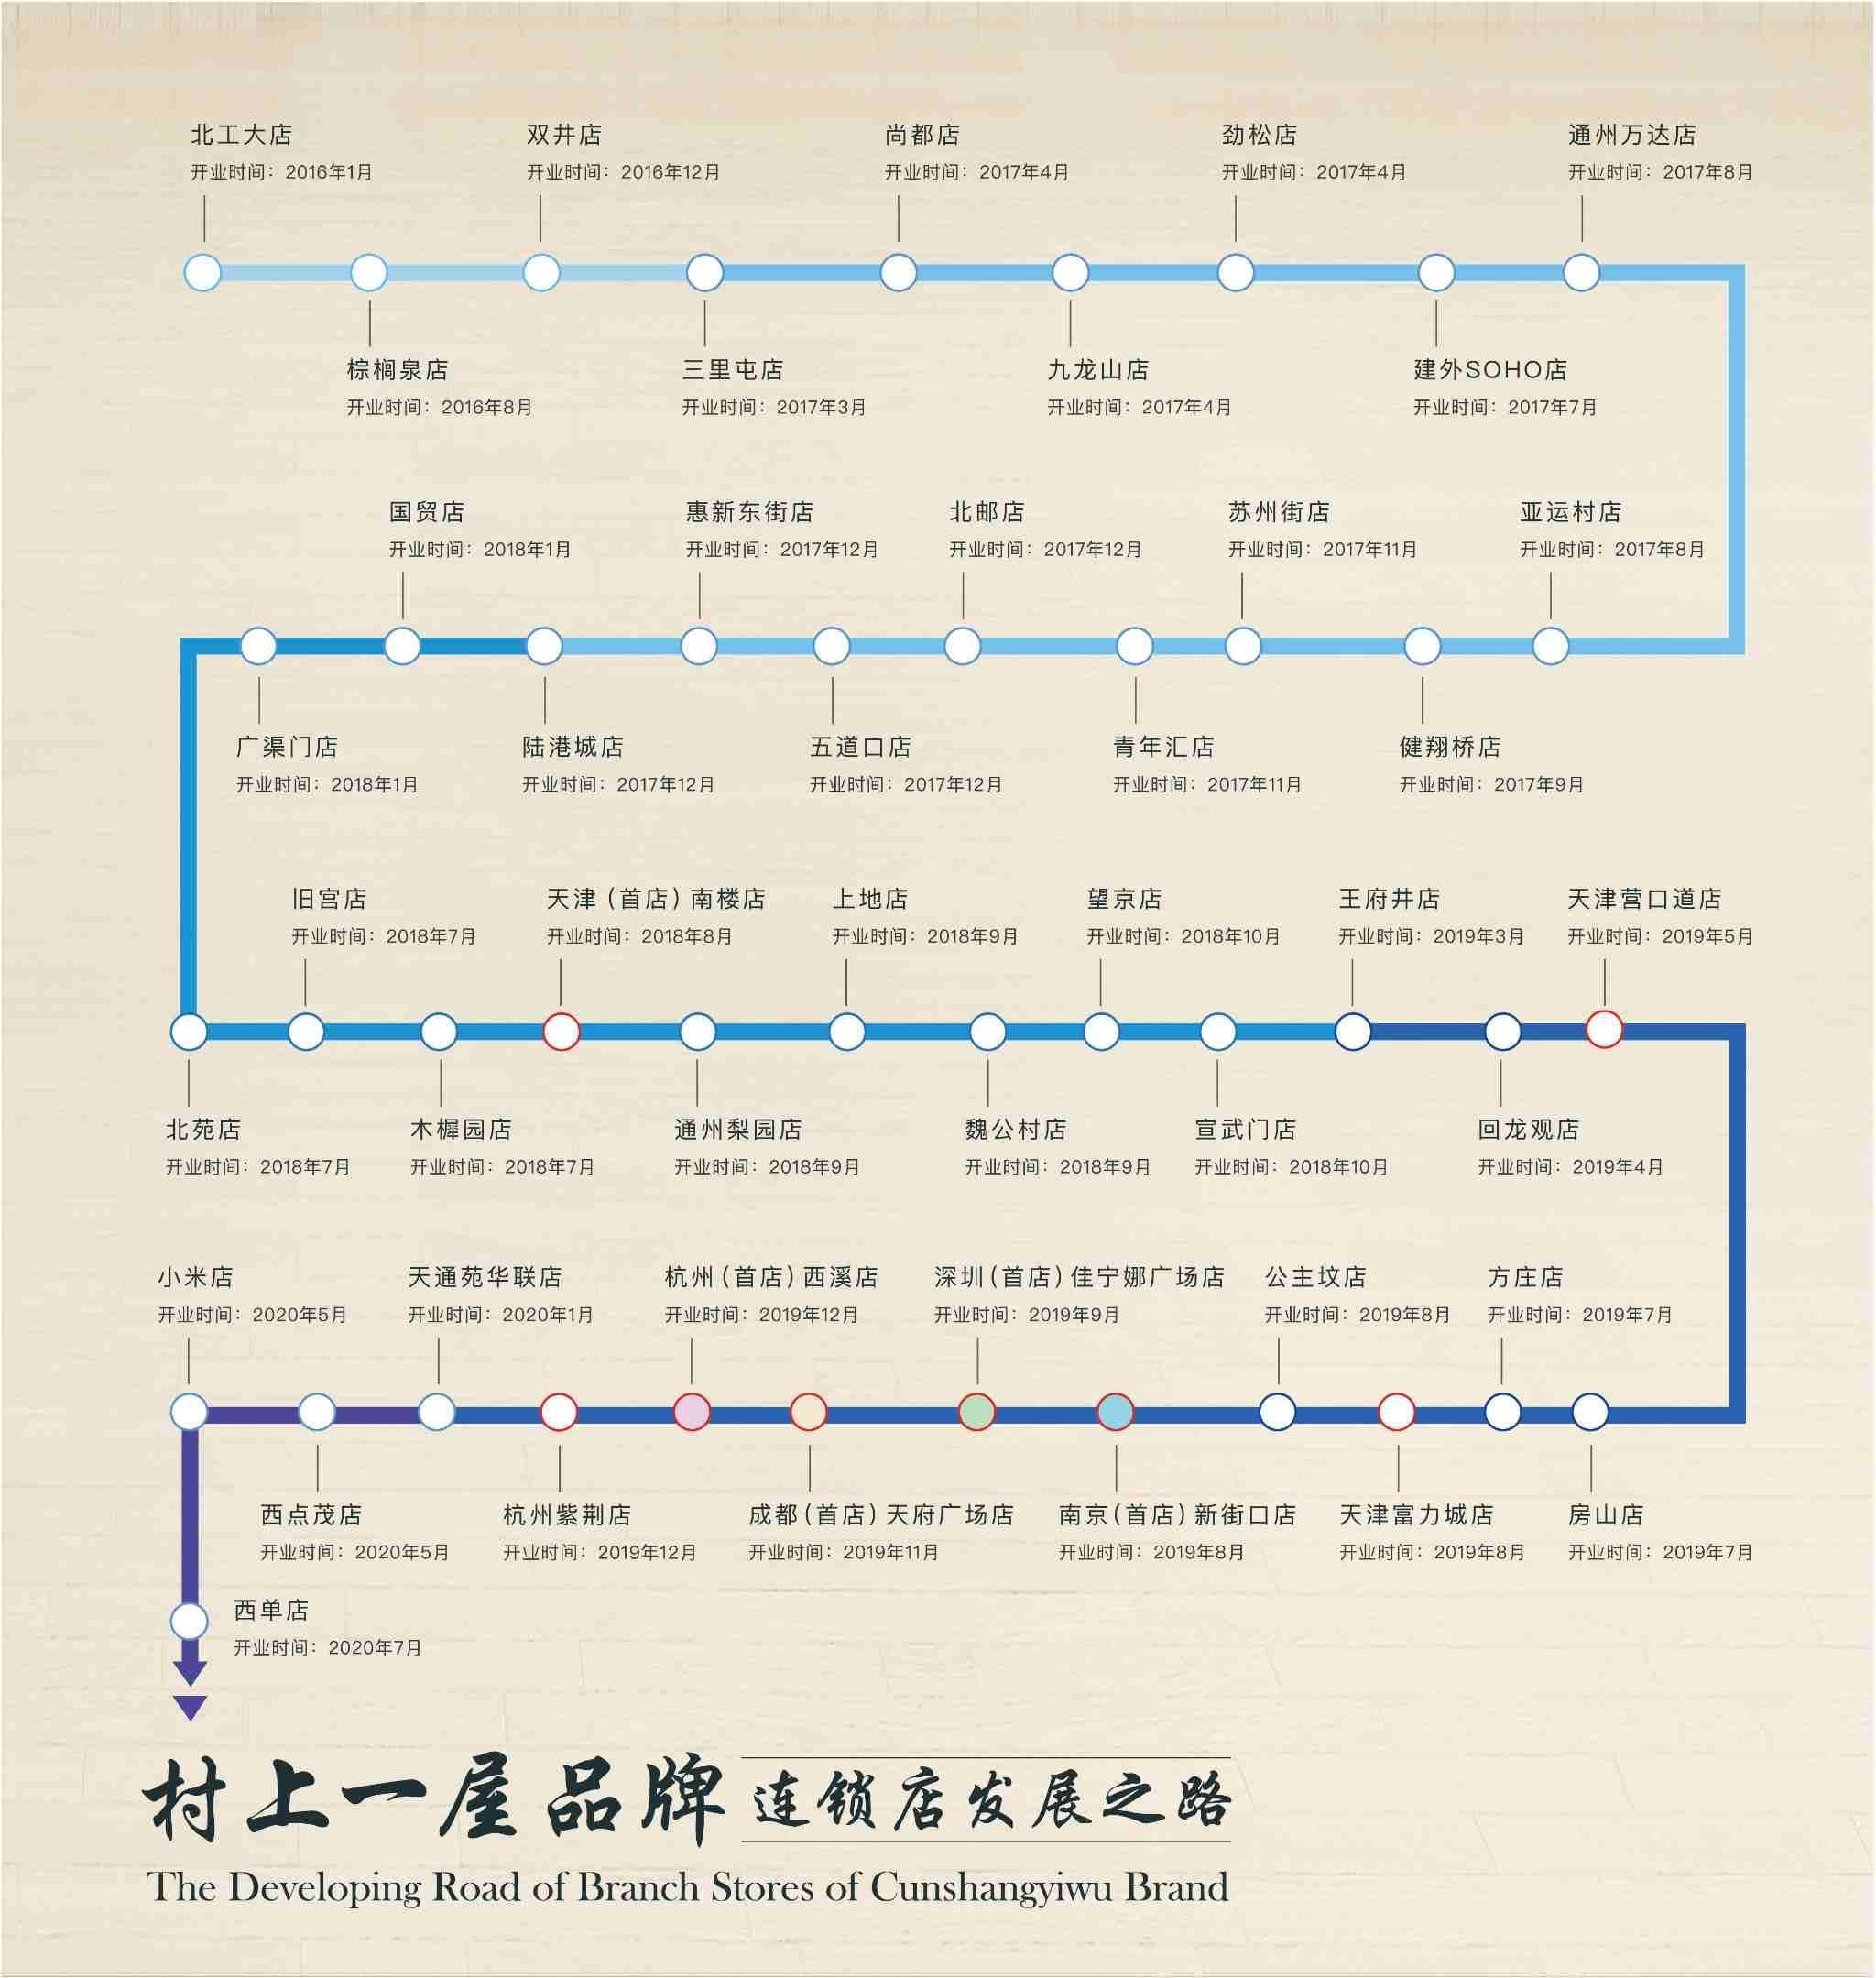 北工大店
开业时间：2016年1月
双井店
开业时间：2016年12月
尚都店
开业时间：2017年4月
劲松店
开业时间：2017年4月
通州万达店
开业时间：2017年8月
棕榈泉店
开业时间：2016年8月
三里屯店
开业时间：2017年3月
九龙山店
开业时间：2017年4月
建外SOHO店
开业时间：2017年7月
国贸店
开业时间：2018年1月
惠新东街店
开业时间：2017年12月
北邮店
开业时间：2017年12月
苏州街店
开业时间：2017年11月
亚运村店
开业时间：2017年8月
广渠门店
开业时间：2018年1月
陆港城店
开业时间：2017年12月
五道口店
开业时间：2017年12月
青年汇店
开业时间：2017年11月
健翔桥店
开业时间：2017年9月
旧宫店
开业时间：2018年7月
天津（首店）南楼店
开业时间：2018年8月
上地店
开业时间：2018年9月
望京店
开业时间：2018年10月
王府井店
开业时间：2019年3月
天津营口道店
开业时间：2019年5月
北苑店
开业时间：2018年7月
木樨园店
开业时间：2018年7月
通州梨园店
开业时间：2018年9月
魏公村店
开业时间：2018年9月
宣武门店
开业时间：2018年10月
回龙观店
开业时间：2019年4月
小米店
开业时间：2020年5月
天通苑华联店
开业时间：2020年1月
杭州（首店）西溪店
开业时间：2019年12月
深圳（首店）佳宁娜广场店
开业时间：2019年9月
公主坟店
开业时间：2019年8月
方庄店
开业时间：2019年7月
西点茂店
开业时间：2020年5月
杭州紫荆店
开业时间：2019年12月
成都（首店）天府广场店
开业时间：2019年11月
南京（首店）新街口店
开业时间：2019年8月
天津富力城店
开业时间：2019年8月
房山店
开业时间：2019年7月
西单店
开业时间：2020年7月
村上一屋品牌 连锁店发展之路
The Developing Road of Branch Stores of Cunshangyiwu Brand